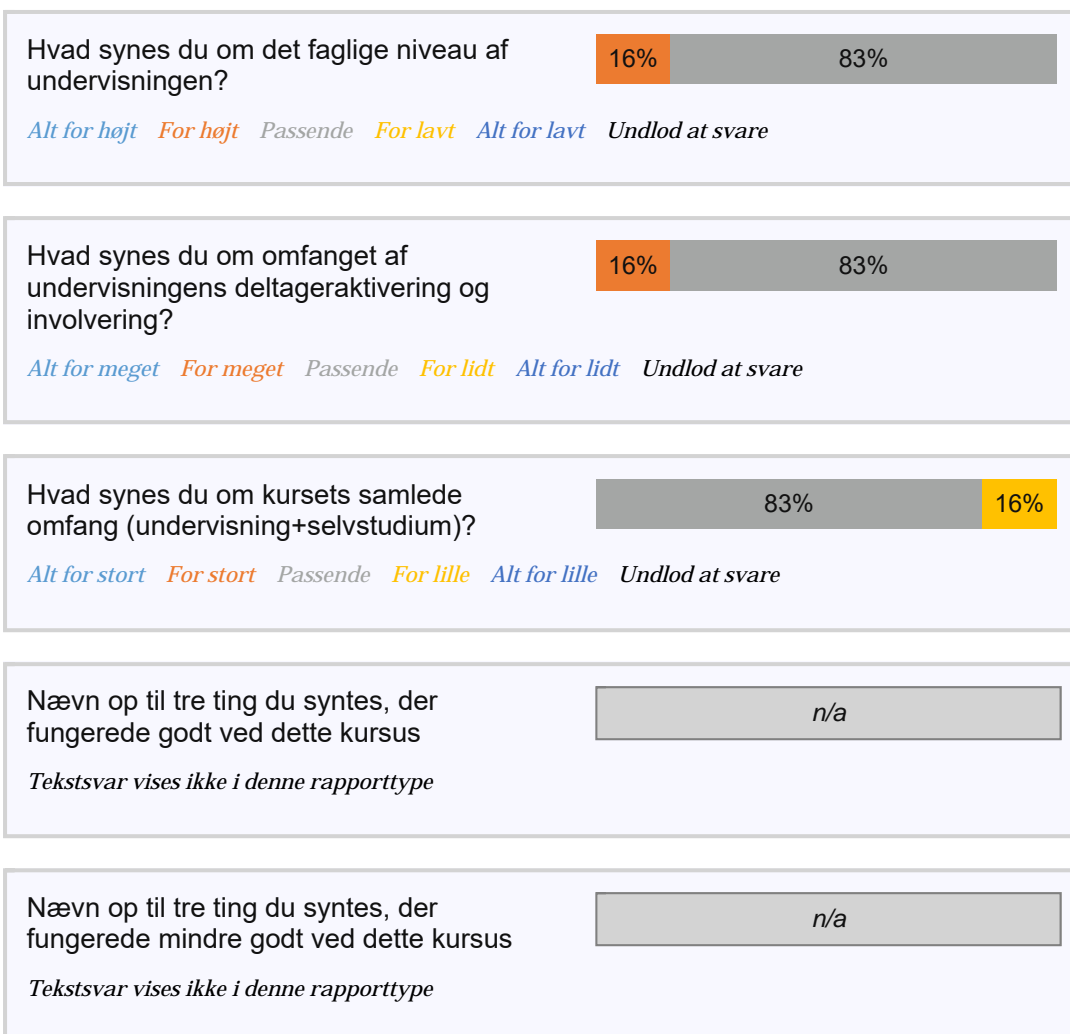 Hvad synes du om det faglige niveau af
undervisningen?
16% 83%
Alt for højt For højt Passende For lavt Alt for lavt Undlod at svare
Hvad synes du om omfanget af
undervisningens deltageraktivering og
involvering?
16% 83%
Alt for meget For meget Passende For lidt Alt for lidt Undlod at svare
Hvad synes du om kursets samlede
omfang (undervisning+selvstudium)?
83% 16%
Alt for stort For stort Passende For lille Alt for lille Undlod at svare
Nævn op til tre ting du syntes, der
fungerede godt ved dette kursus
n/a
Tekstsvar vises ikke i denne rapporttype
Nævn op til tre ting du syntes, der
fungerede mindre godt ved dette kursus
n/a
Tekstsvar vises ikke i denne rapporttype